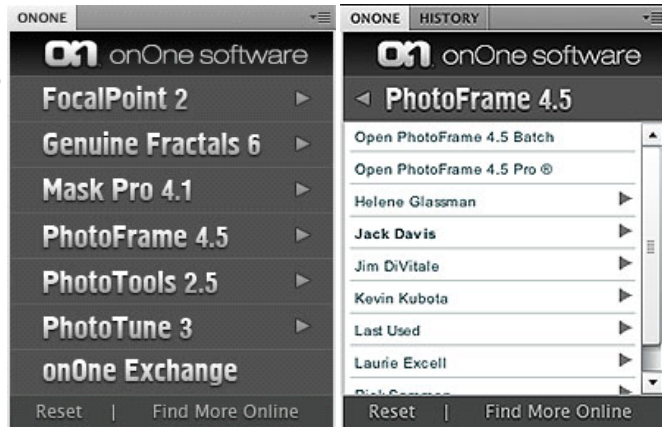 ONONE
on onOne software
FocalPoint 2
Genuine Fractals 6
Mask Pro 4.1
PhotoFrame 4.5
PhotoTools 2.5
PhotoTune 3
onOne Exchange
Reset | Find More Online
ONONE HISTORY
on onOne software
PhotoFrame 4.5
Open PhotoFrame 4.5 Batch
Open PhotoFrame 4.5 Pro ®
Helene Glassman
Jack Davis
Jim DiVitale
Kevin Kubota
Last Used
Laurie Excell
Reset | Find More Online